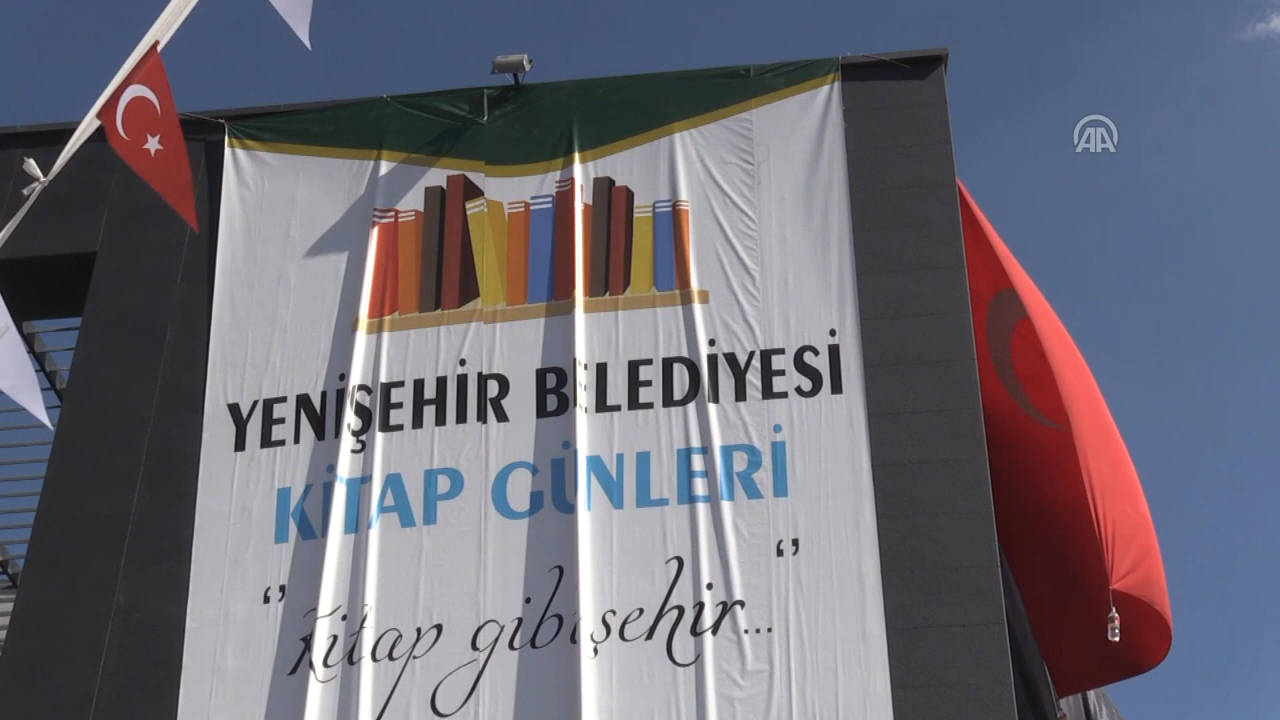 AA
YENİŞEHİR BELEDİYESİ
KİTAP GÜNLERİ
‘’kitap gibi şehir...’’